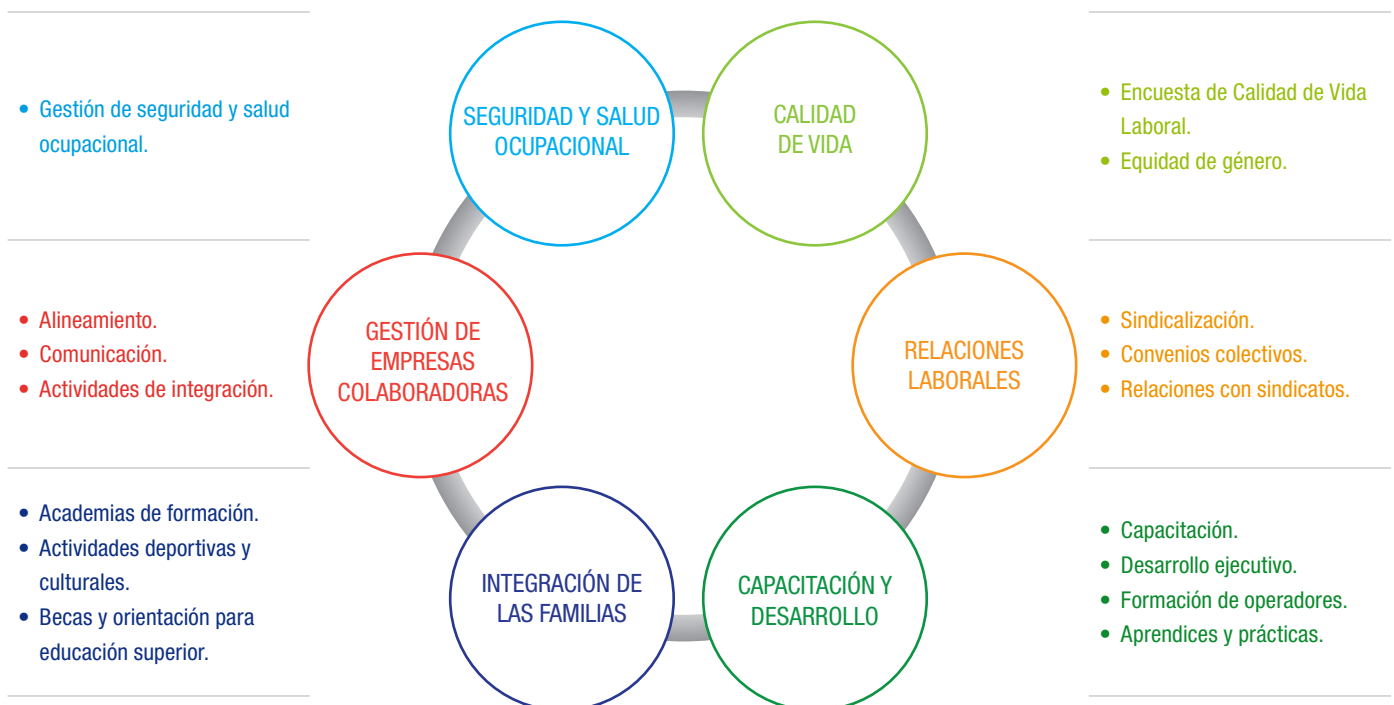 • Gestión de seguridad y salud
ocupacional.
SEGURIDAD Y SALUD
OCUPACIONAL
CALIDAD
DE VIDA
• Encuesta de Calidad de Vida
Laboral.
• Equidad de género.
• Alineamiento.
• Comunicación.
• Actividades de integración.
GESTIÓN DE
EMPRESAS
COLABORADORAS
RELACIONES
LABORALES
• Sindicalización.
• Convenios colectivos.
• Relaciones con sindicatos.
• Academias de formación.
• Actividades deportivas y
culturales.
• Becas y orientación para
educación superior.
INTEGRACIÓN DE
LAS FAMILIAS
CAPACITACIÓN Y
DESARROLLO
• Capacitación.
• Desarrollo ejecutivo.
• Formación de operadores.
• Aprendices y prácticas.